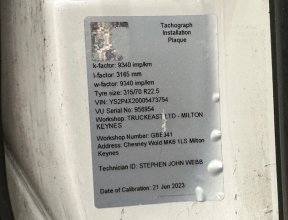 Tachograph
Installation
Plaque
k-factor: 9340 imp/km
l-factor: 3165 mm
w-factor: 9340 imp/km
Tyre size: 315/70 R22.5
VIN: YS2P4X20005473754
VU Serial No: 956954
Workshop: TRUCKEAST LTD - MILTON
KEYNES
Workshop Number: GBE341
Address: Chesney Wold MK6 1LS Milton
Keynes
Technician ID: STEPHEN JOHN WEBB
Date of Calibration: 21 Jun 2023